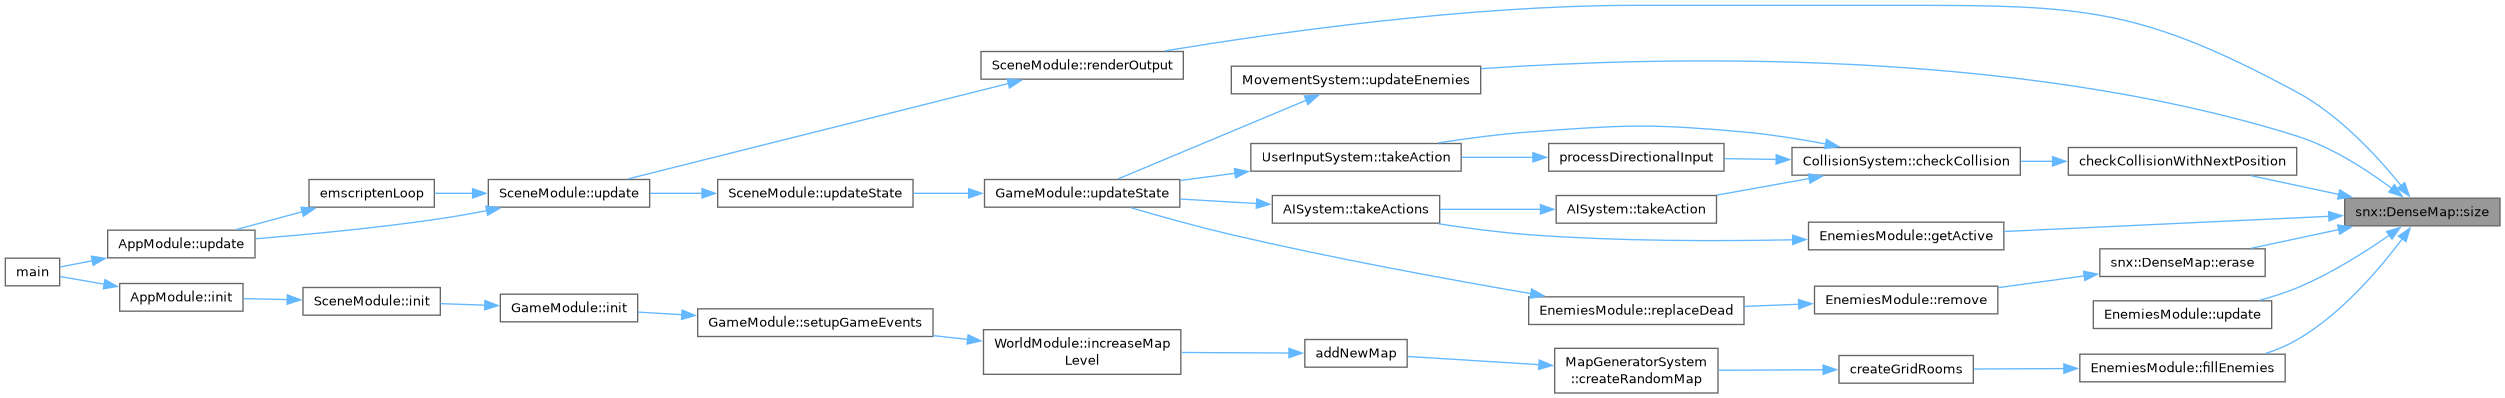 SceneModule::renderOutput
MovementSystem::updateEnemies
UserInputSystem::takeAction
processDirectionalInput
CollisionSystem::checkCollision
checkCollisionWithNextPosition
emscriptenLoop
SceneModule::update
SceneModule::updateState
GameModule::updateState
AISystem::takeActions
AISystem::takeAction
snx::DenseMap::size
AppModule::update
EnemiesModule::getActive
main
snx::DenseMap::erase
AppModule::init
SceneModule::init
GameModule::init
EnemiesModule::replaceDead
EnemiesModule::remove
EnemiesModule::update
GameModule::setupGameEvents
WorldModule::increaseMap
Level
addNewMap
MapGeneratorSystem
::createRandomMap
createGridRooms
EnemiesModule::fillEnemies